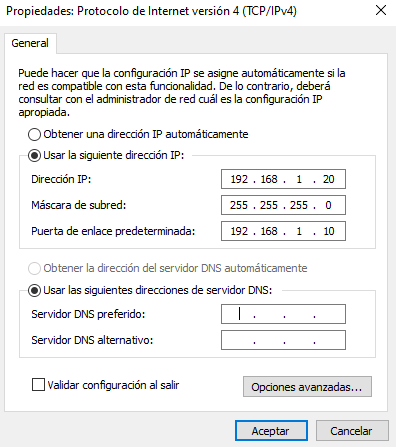 Propiedades: Protocolo de Internet versión 4 (TCP/IPv4)
General
Puede hacer que la configuración IP se asigne automáticamente si la
red es compatible con esta funcionalidad. De lo contrario, deberá
consultar con el administrador de red cuál es la configuración IP
apropiada.
Obtener una dirección IP automáticamente
Usar la siguiente dirección IP:
Dirección IP: 192 . 168 . 1 . 20
Máscara de subred: 255 . 255 . 255 . 0
Puerta de enlace predeterminada: 192 . 168 . 1 . 10
Obtener la dirección del servidor DNS automáticamente
Usar las siguientes direcciones de servidor DNS:
Servidor DNS preferido: . . .
Servidor DNS alternativo: . . .
Validar configuración al salir
Opciones avanzadas...
Aceptar Cancelar